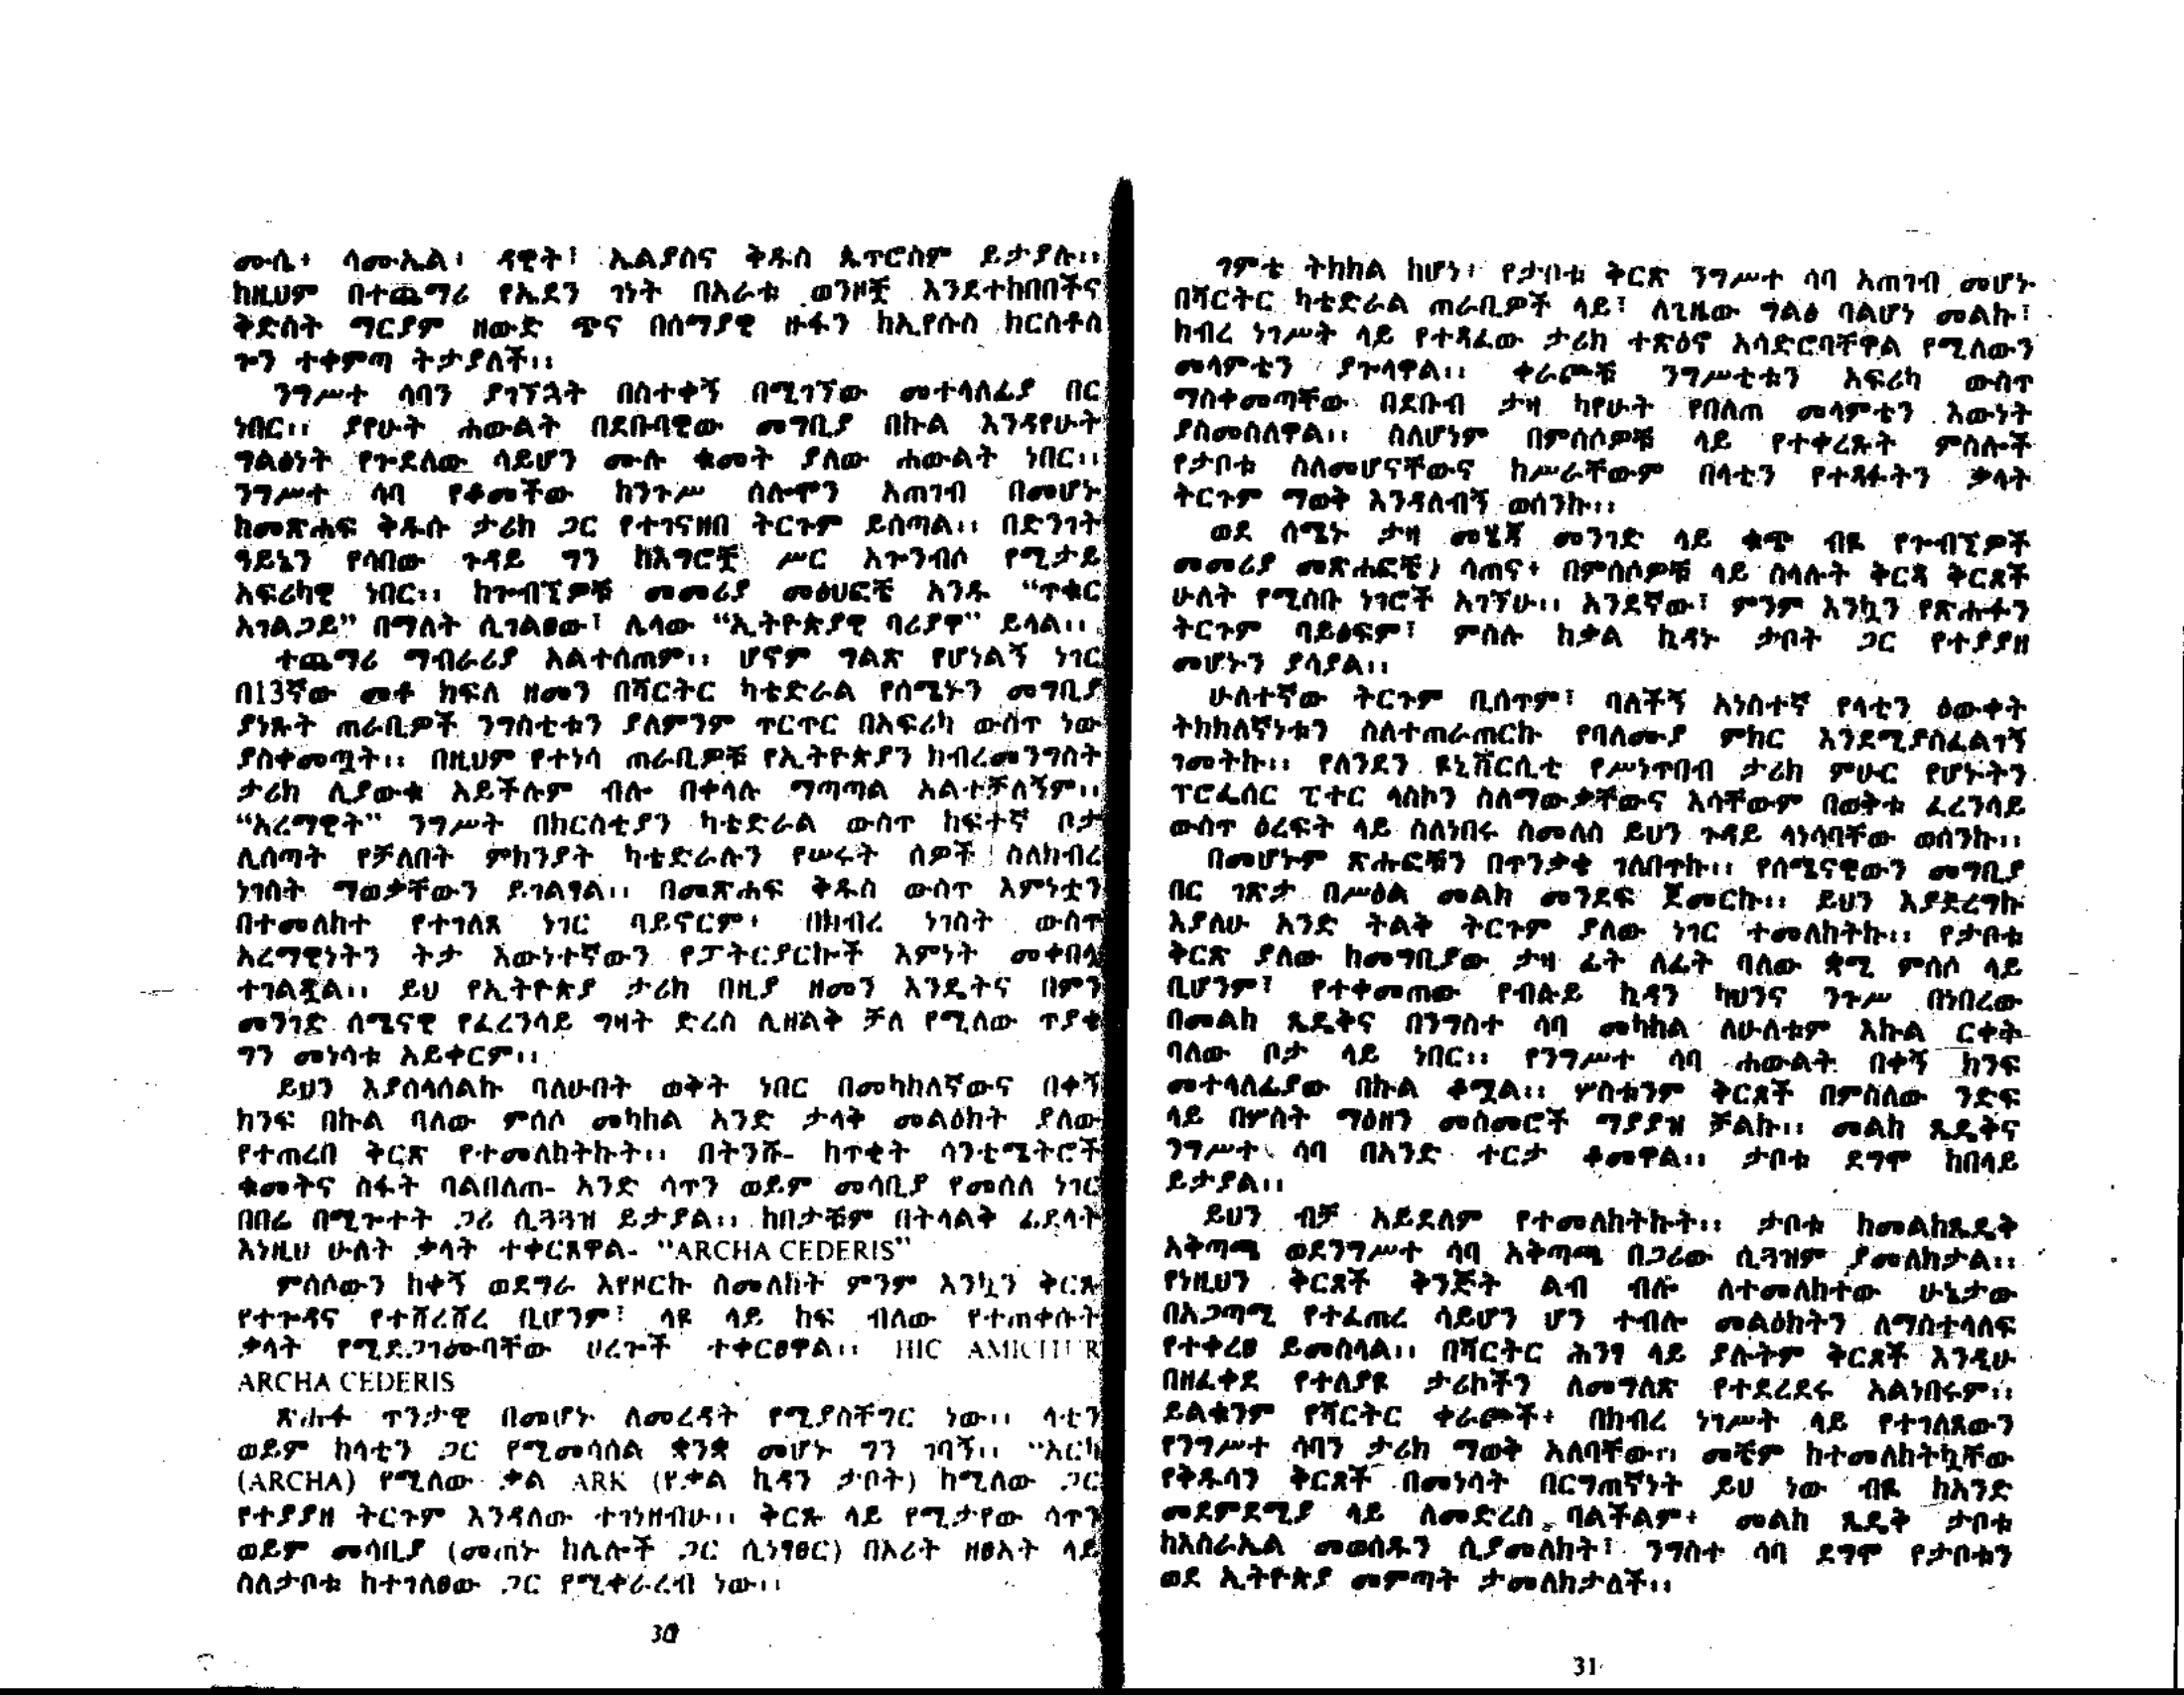 ሙሴ፥ ሳሙኤል፥ ዳዊት፣ ኤልያስና ቅዱስ ጴጥሮስም ይታያሉ።
ከዚህም በተጨማሪ የኤደን ገነት በአራቱ ወንዞቿ እንደተከበበችና
ቅድስት ማርያም ዘውድ ጭና በሰማያዊ ዙፋን ከኢየሱስ ክርስቶስ
ጐን ተቀምጣ ትታያለች።
ንግሥተ ሳባን ያገኘኋት በስተቀኝ በሚገኘው መተላለፊያ በር
ነበር። ያየሁት ሐውልት በደቡባዊው መግቢያ በኩል እንዳየሁት
ግልፅነት የጐደለው ሳይሆን ሙሉ ቁመት ያለው ሐውልት ነበር።
ንግሥተ ሳባ የቆመችው ከንጉሥ ሰሎሞን አጠገብ በመሆኑ
ከመጽሐፍ ቅዱሱ ታሪክ ጋር የተገናዘበ ትርጉም ይሰጣል። በድንገት
ዓይኔን የሳበው ጉዳይ ግን ከእግሮቿ ሥር አጐንብሶ የሚታይ
አፍሪካዊ ነበር። ከጐብኚዎቹ መመሪያ መፅህፎቼ አንዱ “ጥቁር
አገልጋይ” በማለት ሲገልፀው፣ ሌላው “ኢትዮጵያዊ ባሪያዋ” ይላል።
ተጨማሪ ማብራሪያ አልተሰጠም። ሆኖም ግልጽ የሆነልኝ ነገር
በ13ኛው መቶ ክፍለ ዘመን በሻርትር ካቴድራል የሰሜኑን መግቢያ
ያነጹት ጠራቢዎች ንግስቲቱን ያለምንም ጥርጥር በአፍሪካ ውስጥ ነው
ያስቀመጧት። በዚህም የተነሳ ጠራቢዎቹ የኢትዮጵያን ክብረመንግስት
ታሪክ ሊያውቁ አይችሉም ብሎ በቀላሉ ማጣጣል አልተቻለኝም።
“አረማዊት” ንግሥት በክርስቲያን ካቴድራል ውስጥ ከፍተኛ ቦታ
ሊሰጣት የቻለበት ምክንያት ካቴድራሉን የሠሩት ሰዎች ስለክብረ
ነገስት ማወቃቸውን ይገልፃል። በመጽሐፍ ቅዱስ ውስጥ እምነቷን
በተመለከተ የተገለጸ ነገር ባይኖርም፥ በክብረ ነገስት ውስጥ
አረማዊነትን ትታ እውነተኛውን የፓትርያርኮች እምነት መቀበሏ
ተገልጿል። ይህ የኢትዮጵያ ታሪክ በዚያ ዘመን እንዴትና በምን
መንገድ ሰሜናዊ የፈረንሳይ ግዛት ድረስ ሊዘልቅ ቻለ የሚለው ጥያቄ
ግን መነሳቱ አይቀርም።
ይህን እያሰላሰልኩ ባለሁበት ወቅት ነበር በመካከለኛውና በቀኝ
ክንፍ በኩል ባለው ምሰሶ መካከል አንድ ታላቅ መልዕክት ያለው
የተጠረበ ቅርጽ የተመለከትኩት። በትንሹ- ከጥቂት ሳንቲሜትሮች
ቁመትና ስፋት ባልበለጠ- አንድ ሳጥን ወይም መሳቢያ የመሰለ ነገር
በበሬ በሚጐተት ጋሪ ሲጓጓዝ ይታያል። ከበታቹም በትላልቅ ፊደላት
እነዚህ ሁለት ቃላት ተቀርጸዋል- “ARCHA CEDERIS”
ምሰሶውን ከቀኝ ወደግራ እየዞርኩ ስመለከት ምንም እንኳን ቅርጹ
የተጐዳና የተሸረሸረ ቢሆንም፣ ላዩ ላይ ከፍ ብለው የተጠቀሱት
ቃላት የሚደጋገሙባቸው ሀረጐች ተቀርፀዋል። HIC AMICITUR
ARCHA CEDERIS
ጽሑፉ ጥንታዊ በመሆኑ ለመረዳት የሚያስቸግር ነው። ላቲን
ወይም ከላቲን ጋር የሚመሳሰል ቋንቋ መሆኑ ግን ገባኝ። “አርካ
(ARCHA) የሚለው ቃል ARK (የቃል ኪዳን ታቦት) ከሚለው ጋር
የተያያዘ ትርጉም እንዳለው ተገነዘብሁ። ቅርጹ ላይ የሚታየው ሳጥን
ወይም መሳቢያ (መጠኑ ከሌሎች ጋር ሲነፃፀር) በኦሪት ዘፀአት ላይ
ስለታቦቱ ከተገለፀው ጋር የሚቀራረብ ነው።
30
ገምቴ ትክክል ከሆነ፥ የታቦቱ ቅርጽ ንግሥተ ሳባ አጠገብ መሆኑ
በሻርትር ካቴድራል ጠራቢዎች ላይ፣ ለጊዜው ግልፅ ባልሆነ መልኩ፣
ክብረ ነገሥት ላይ የተጻፈው ታሪክ ተጽዕኖ አሳድሮባቸዋል የሚለውን
መላምቴን ያጐላዋል። ቀራጮቹ ንግሥቲቱን አፍሪካ ውስጥ
ማስቀመጣቸው በደቡብ ታዛ ካየሁት የበለጠ መላምቴን እውነት
ያስመስለዋል። ስለሆነም በምሰሶዎቹ ላይ የተቀረጹት ምስሎች
የታቦቱ ስለመሆናቸውና ከሥራቸውም በላቲን የተጻፉትን ቃላት
ትርጉም ማወቅ እንዳለብኝ ወሰንኩ።
ወደ ሰሜኑ ታዛ መሄጃ መንገድ ላይ ቁጭ ብዬ የጐብኚዎች
መመሪያ መጽሐፎቼን ሳጠና፥ በምሰሶዎቹ ላይ ስላሉት ቅርጻ ቅርጾች
ሁለት የሚስቡ ነገሮች አገኘሁ። አንደኛው፣ ምንም እንኳን የጽሑፉን
ትርጉም ባይፅፍም፣ ምስሉ ከቃል ኪዳኑ ታቦት ጋር የተያያዘ
መሆኑን ያሳያል።
ሁለተኛው ትርጉም ቢሰጥም፣ ባለችኝ አነስተኛ የላቲን ዕውቀት
ትክክለኛነቱን ስለተጠራጠርኩ የባለሙያ ምክር እንደሚያስፈልገኝ
ገመትኩ። የለንደን ዩኒቨርሲቲ የሥነጥበብ ታሪክ ምሁር የሆኑትን
ፕሮፌሰር ፒተር ላስኮን ስለማውቃቸውና እሳቸውም በወቅቱ ፈረንሳይ
ውስጥ ዕረፍት ላይ ስለነበሩ ስመለስ ይህን ጉዳይ ላነሳባቸው ወሰንኩ።
በመሆኑም ጽሑፎቹን በጥንቃቄ ገለበጥኩ። የሰሜናዊውን መግቢያ
በር ገጽታ በሥዕል መልክ መንደፍ ጀመርኩ። ይህን እያደረግኩ
እያለሁ አንድ ትልቅ ትርጉም ያለው ነገር ተመለከትኩ። የታቦቱ
ቅርጽ ያለው ከመግቢያው ታዛ ፊት ለፊት ባለው ቋሚ ምሰሶ ላይ
ቢሆንም፣ የተቀመጠው የብሉይ ኪዳን ካህንና ንጉሥ በነበረው
በመልከ ጼዴቅና በንግስተ ሳባ መካከል ለሁለቱም እኩል ርቀት
ባለው ቦታ ላይ ነበር። የንግሥተ ሳባ ሐውልት በቀኝ ክንፍ
መተላለፊያው በኩል ቆሟል። ሦስቱንም ቅርጾች በምስለው ንድፍ
ላይ በሦስት ማዕዘን መስመሮች ማያያዝ ቻልኩ። መልከ ጼዴቅና
ንግሥተ ሳባ በአንድ ተርታ ቆመዋል። ታቦቱ ደግሞ ከበላይ
ይታያል።
ይህን ብቻ አይደለም የተመለከትኩት። ታቦቱ ከመልከጼዴቅ
አቅጣጫ ወደንግሥተ ሳባ አቅጣጫ በጋሪው ሲጓዝም ያመለክታል።
የነዚህን ቅርጾች ቅንጅት ልብ ብሎ ለተመለከተው ሁኔታው
በአጋጣሚ የተፈጠረ ሳይሆን ሆን ተብሎ መልዕክትን ለማስተላለፍ
የተቀረፀ ይመስላል። በሻርትር ሕንፃ ላይ ያሉትም ቅርጾች እንዲሁ
በዘፈቀደ የተለያዩ ታሪኮችን ለመግለጽ የተደረደሩ አልነበሩም።
ይልቁንም የሻርትር ቀራጮች፥ በክብረ ነገሥት ላይ የተገለጸውን
የንግሥተ ሳባን ታሪክ ማወቅ አለባቸው። መቼም ከተመለከትኳቸው
የቅዱሳን ቅርጾች በመነሳት በርግጠኛነት ይህ ነው ብዬ ከአንድ
መደምደሚያ ላይ ለመድረስ ባልችልም፥ መልከ ጼዴቅ ታቦቱ
ከእስራኤል መወሰዱን ሲያመለክት፣ ንግስተ ሳባ ደግሞ የታቦቱን
ወደ ኢትዮጵያ መምጣት ታመለክታለች።
31